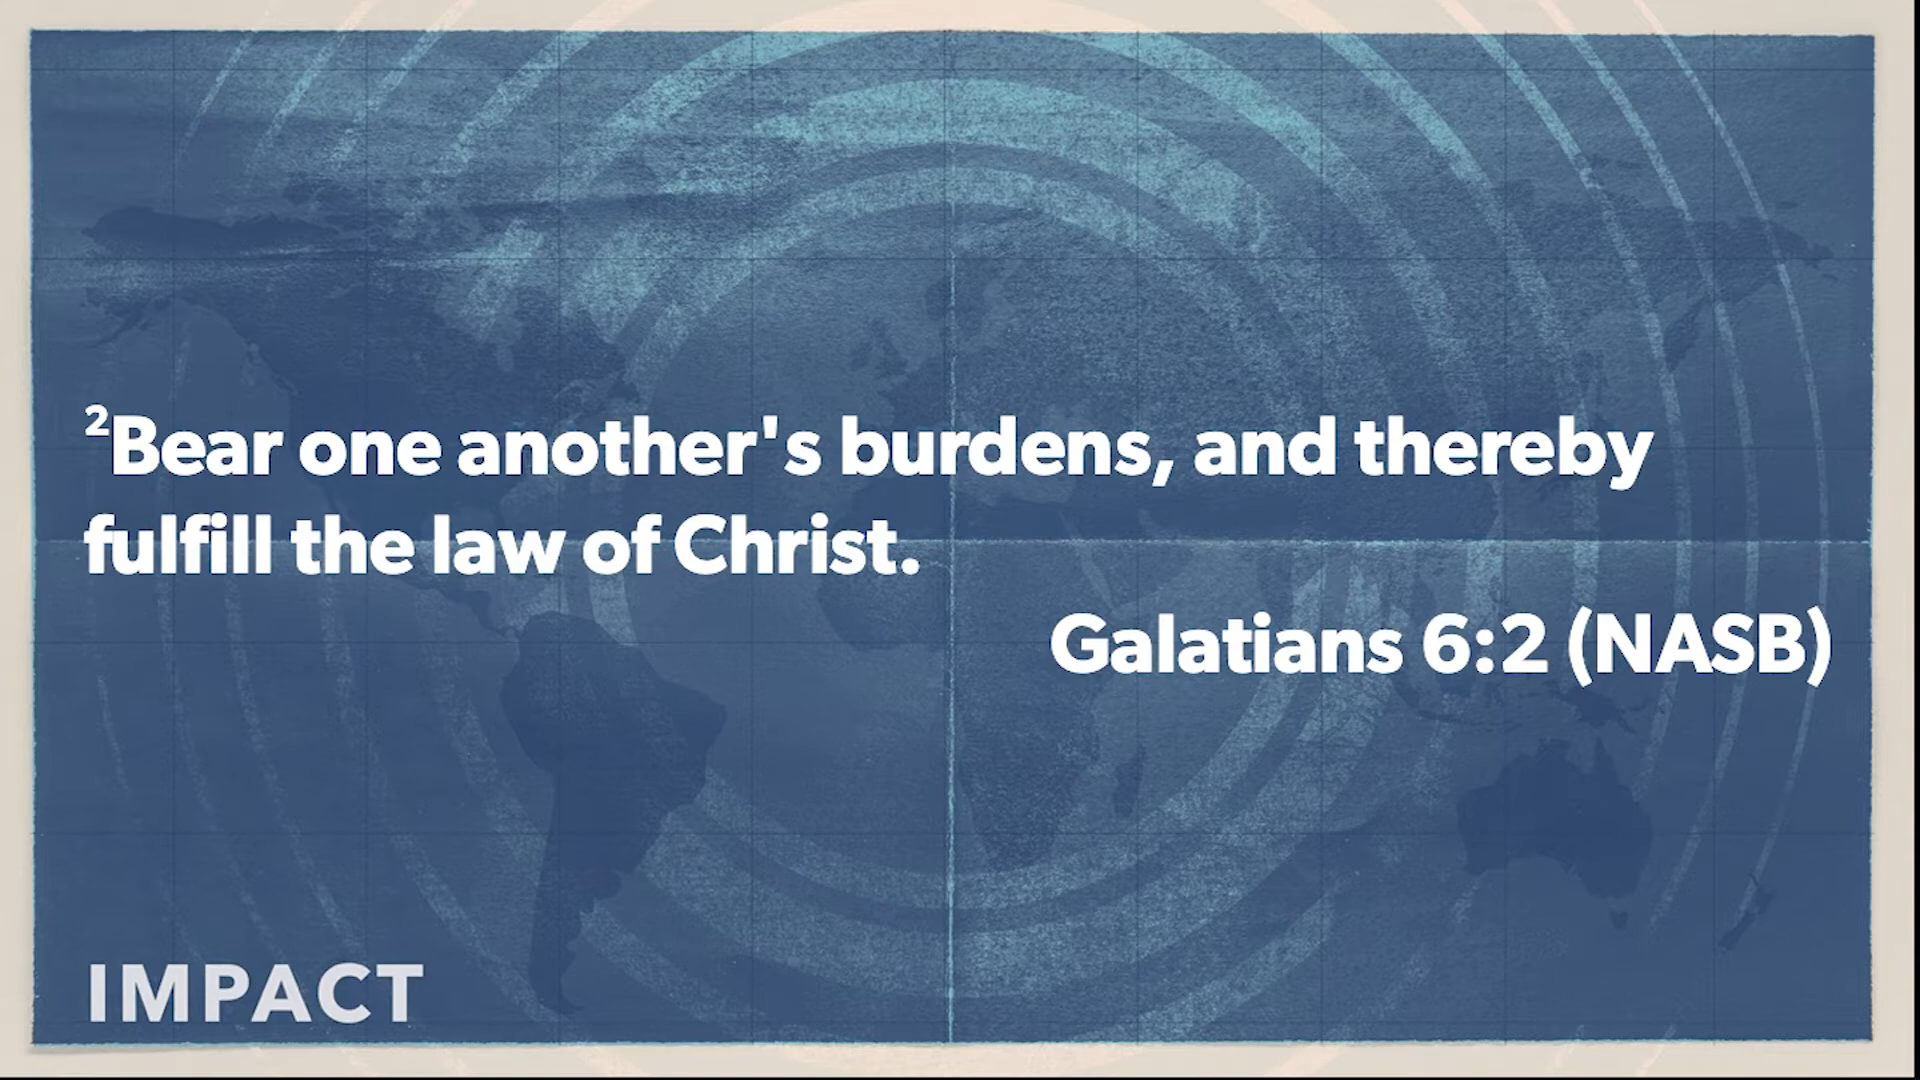 ²Bear one another's burdens, and thereby
fulfill the law of Christ.
Galatians 6:2 (NASB)
IMPACT